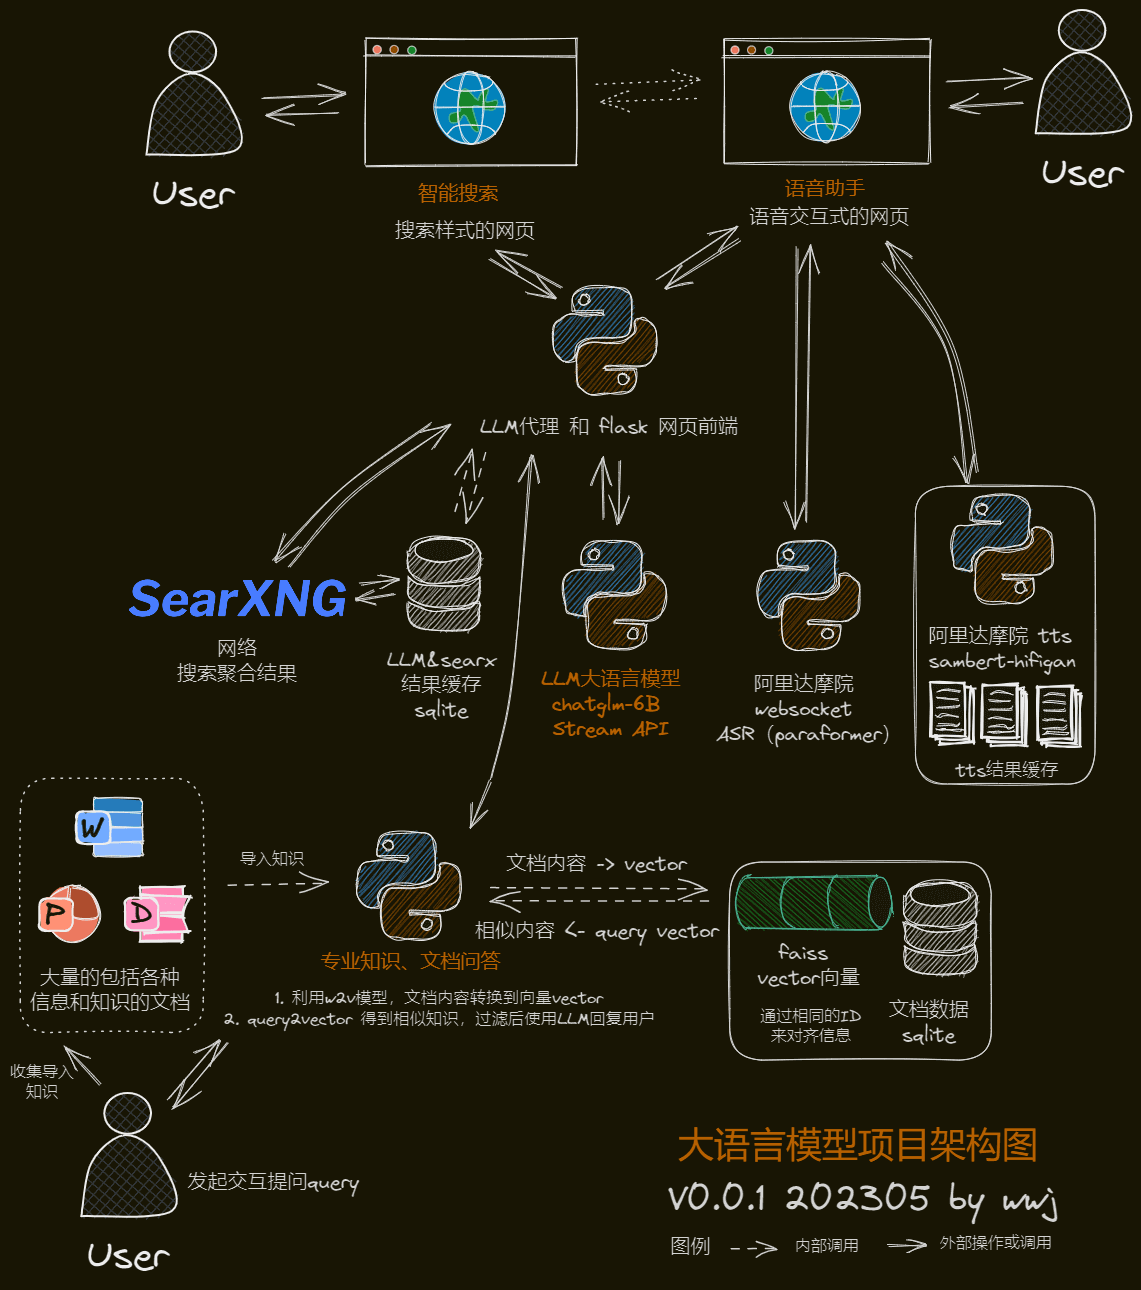 User
User
智能搜索
搜索样式的网页
语音助手
语音交互式的网页
LLM代理 和 flask 网页前端
SearXNG
网络
搜索聚合结果
LLM&searx
结果缓存
sqlite
LLM大语言模型
chatglm-6B
Stream API
阿里达摩院
websocket
ASR（paraformer）
阿里达摩院 tts
sambert-hifigan
tts结果缓存
W
P
D
大量的包括各种
信息和知识的文档
导入知识
文档内容 -> vector
相似内容 <- query vector
专业知识、文档问答
1. 利用w2v模型，文档内容转换到向量vector
2. query2vector 得到相似知识，过滤后使用LLM回复用户
faiss
vector向量
通过相同的ID
来对齐信息
文档数据
sqlite
收集导入
知识
User
发起交互提问query
大语言模型项目架构图
V0.0.1 202305 by wwj
图例
内部调用
外部操作或调用